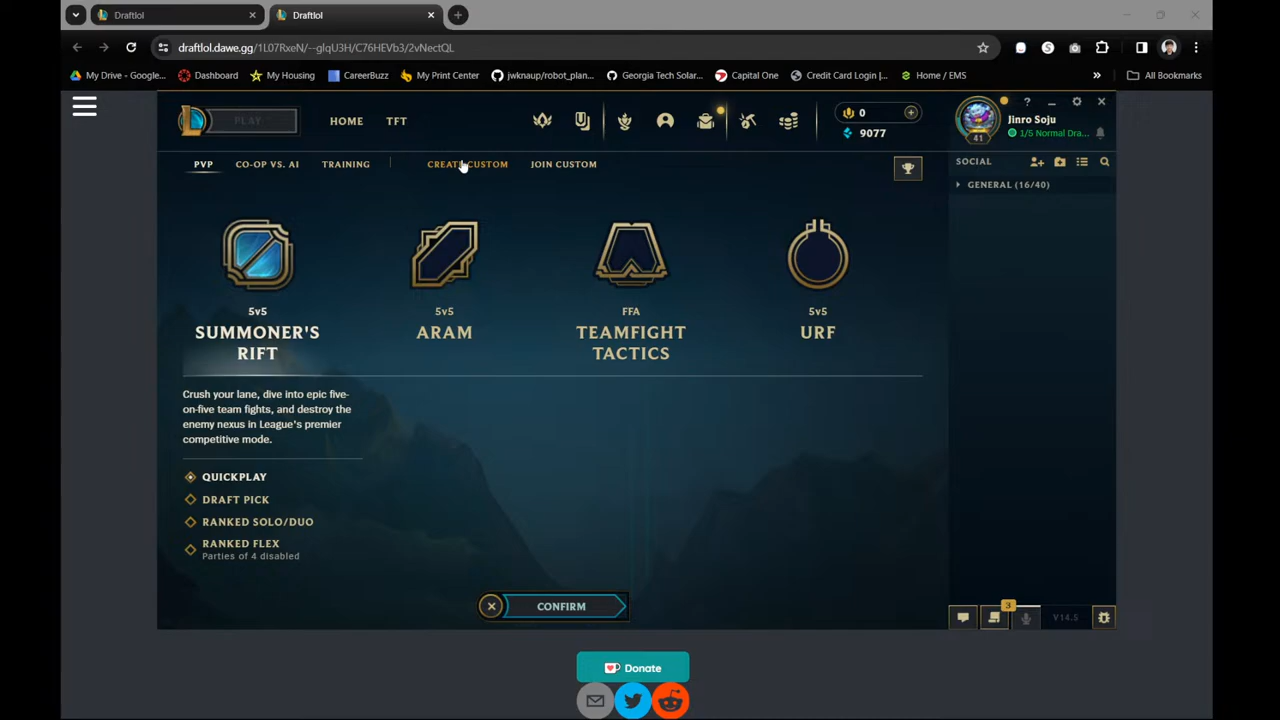 Draftlol
Draftlol
draftlol.dawe.gg/1L07RxeN/--glqU3H/C76HEVb3/2vNectQL
My Drive - Google...
Dashboard
My Housing
CareerBuzz
My Print Center
jwknaup/robot_plan...
Georgia Tech Solar...
Capital One
Credit Card Login |...
Home / EMS
All Bookmarks
PLAY
HOME
TFT
0
9077
41
Jinro Soju
1/5 Normal Dra...
PVP
CO-OP VS. AI
TRAINING
CREATE CUSTOM
JOIN CUSTOM
SOCIAL
GENERAL (16/40)
5v5
SUMMONER'S
RIFT
5v5
ARAM
FFA
TEAMFIGHT
TACTICS
5v5
URF
Crush your lane, dive into epic five-
on-five team fights, and destroy the
enemy nexus in League's premier
competitive mode.
QUICKPLAY
DRAFT PICK
RANKED SOLO/DUO
RANKED FLEX
Parties of 4 disabled
CONFIRM
3
V14.5
Donate